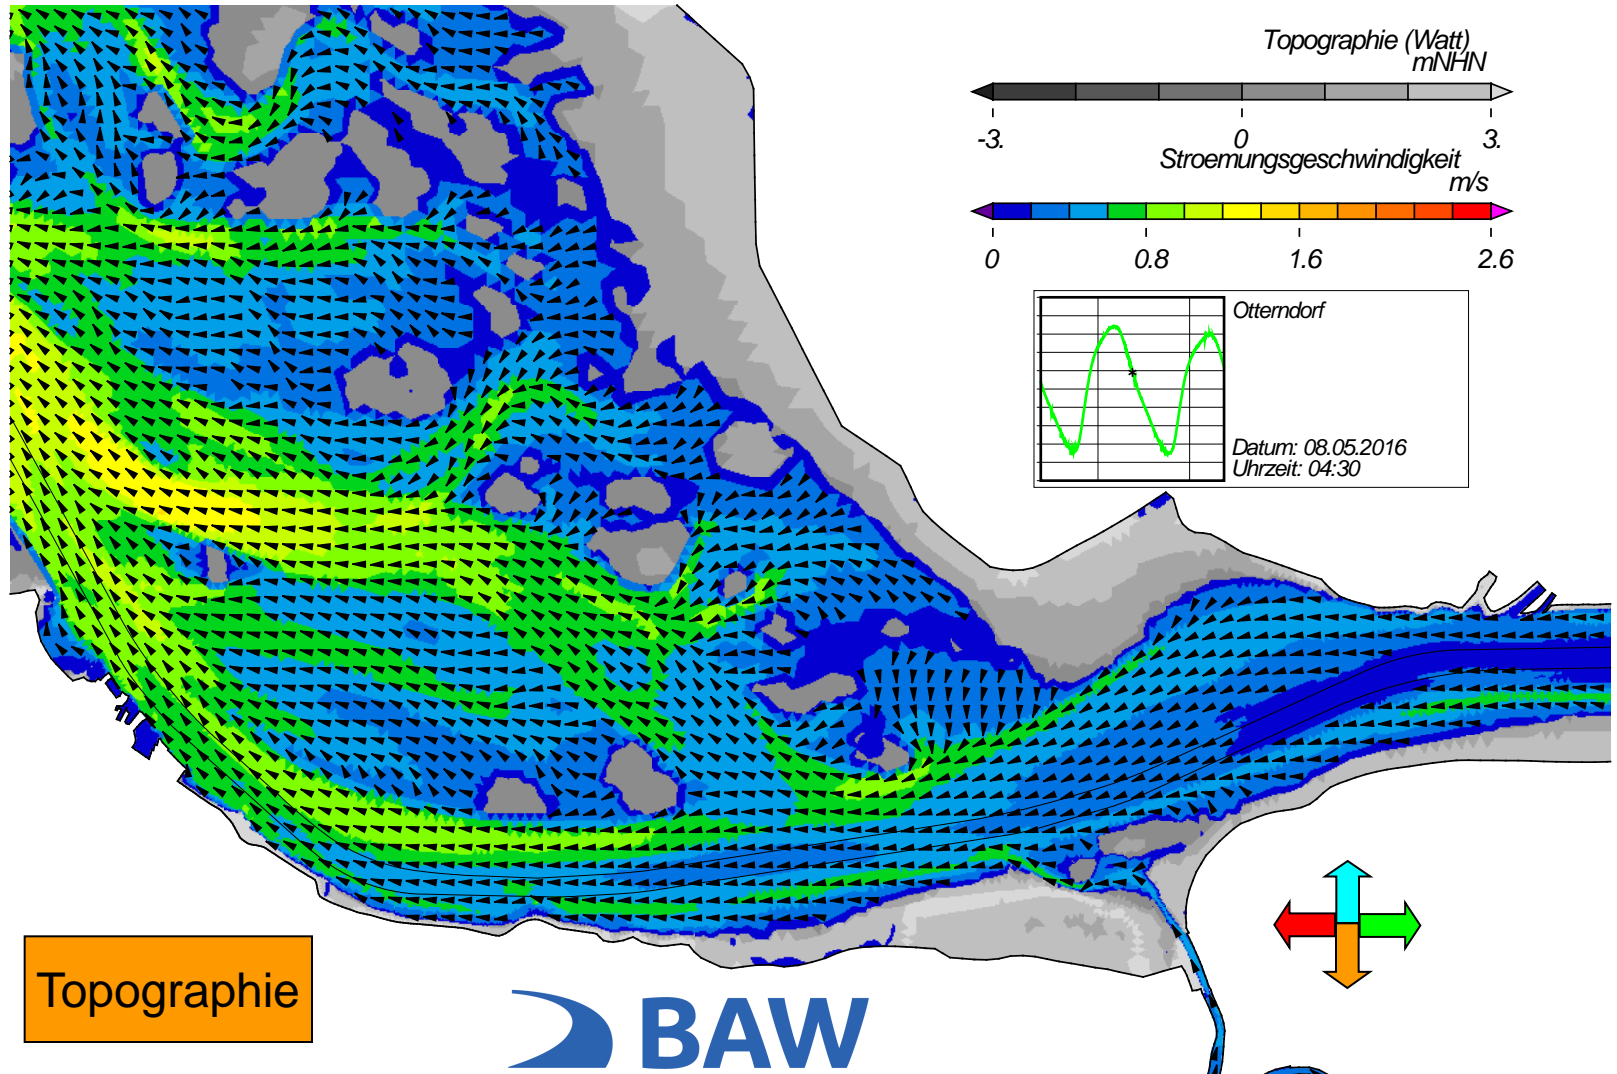 Topographie (Watt)
mNHN
-3. 0 3.
Stroemungsgeschwindigkeit
m/s
0 0.8 1.6 2.6
Otterndorf
Datum: 08.05.2016
Uhrzeit: 04:30
Topographie
BAW